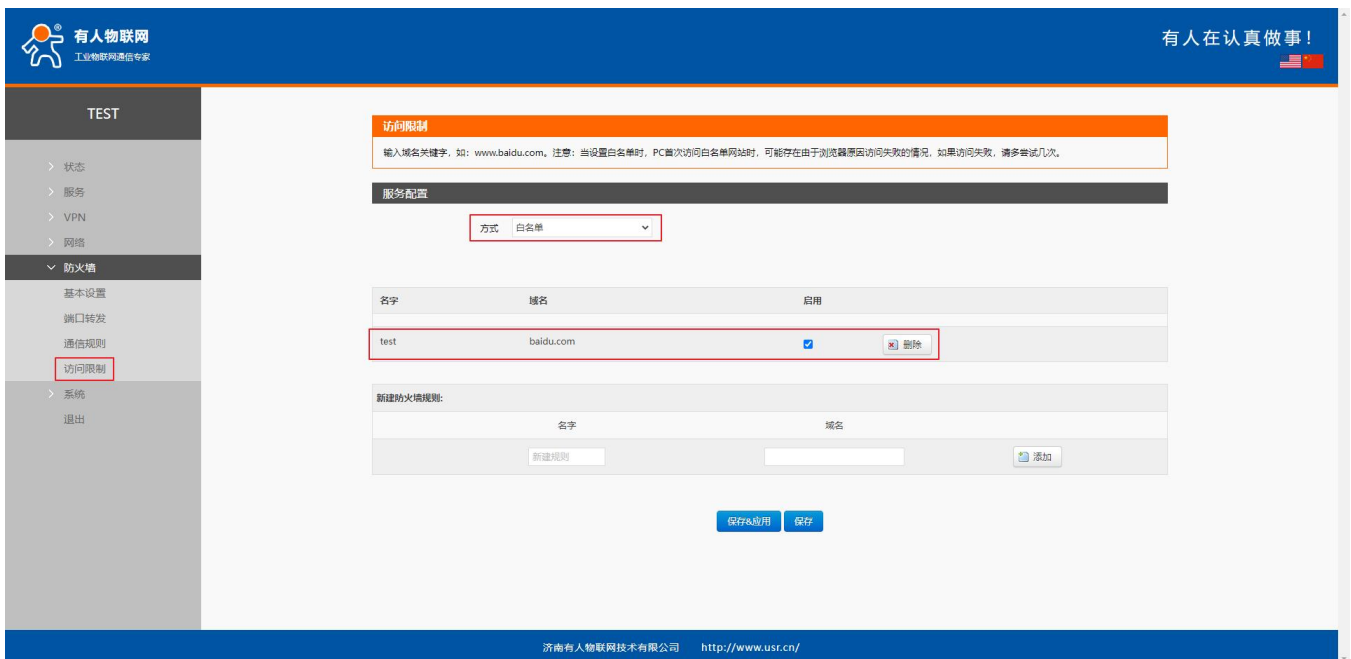 有人物联网
工业物联网通信专家
有人在认真做事！
TEST
状态
服务
VPN
网络
防火墙
基本设置
端口转发
通信规则
访问限制
系统
退出
访问限制
输入域名关键字，如：www.baidu.com。注意：当设置白名单时，PC首次访问白名单网站时，可能存在由于浏览器原因访问失败的情况，如果访问失败，请多尝试几次。
服务配置
方式 白名单
名字 域名 启用
test baidu.com 删除
新建防火墙规则:
名字 域名
新建规则 添加
保存&应用 保存
济南有人物联网技术有限公司 http://www.usr.cn/